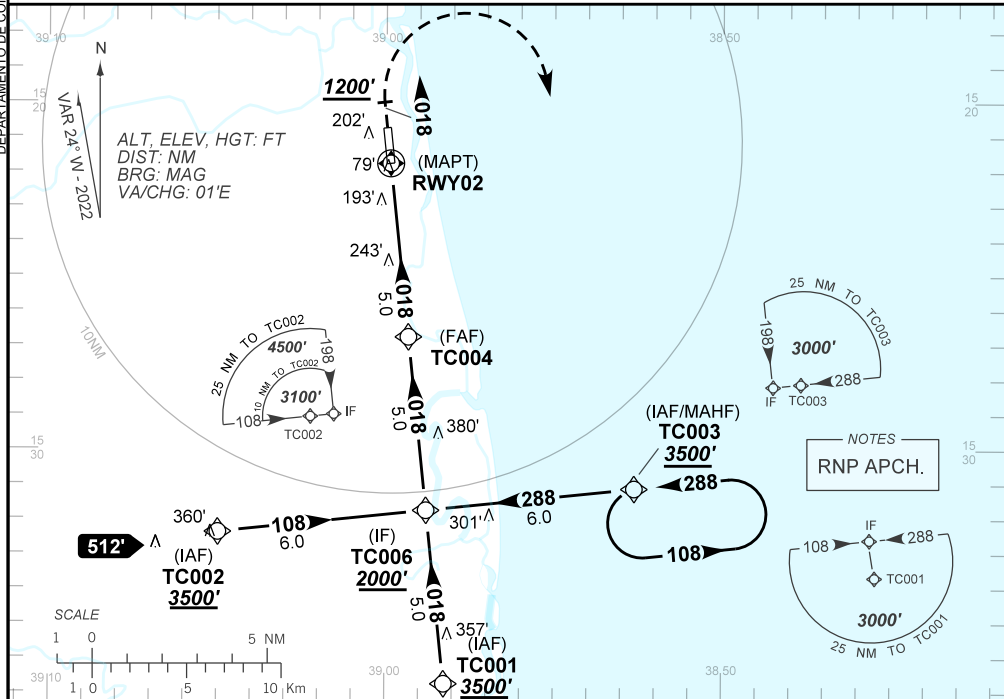 DEPARTAMENTO DE CO
39 10
39 00
38 50
N
15
20
15
20
VAR 24° W - 2022
ALT, ELEV, HGT: FT
DIST: NM
BRG: MAG
VA/CHG: 01'E
1200'
018
202'
79'
(MAPT)
RWY02
193'
243'
018
5.0
10NM
(FAF)
TC004
25 NM TO TC002
4500'
198
10 NM TO TC002
3100'
108
IF
TC002
25 NM TO TC003
198
3000'
288
IF
TC003
018
5.0
380'
(IAF/MAHF)
TC003
3500'
15
30
15
30
NOTES
RNP APCH.
288
288
6.0
301'
108
360'
108
6.0
512'
(IAF)
TC002
3500'
(IF)
TC006
2000'
IF
108
288
TC001
3000'
25 NM TO TC001
018
5.0
357'
(IAF)
TC001
3500'
SCALE
1 0 5 NM
1 0 5 10 Km
39 10
39 00
38 50